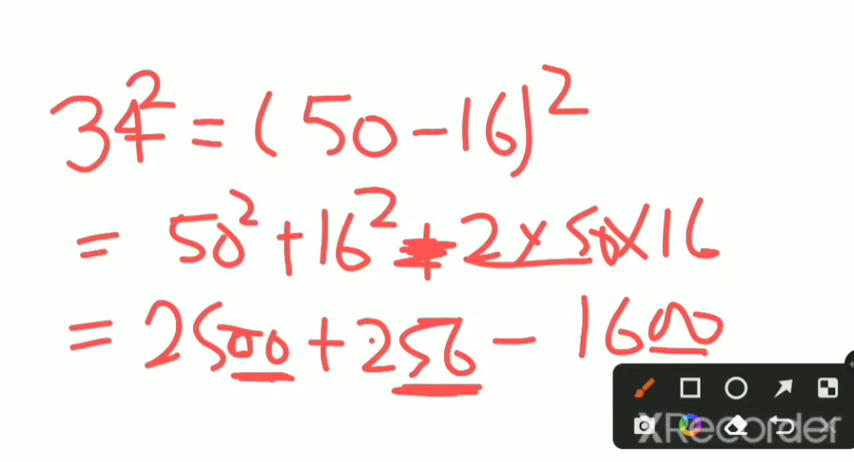 34² = (50 - 16)²
= 50² + 16² - 2 × 50 × 16
= 2500 + 256 - 1600
XRecorder